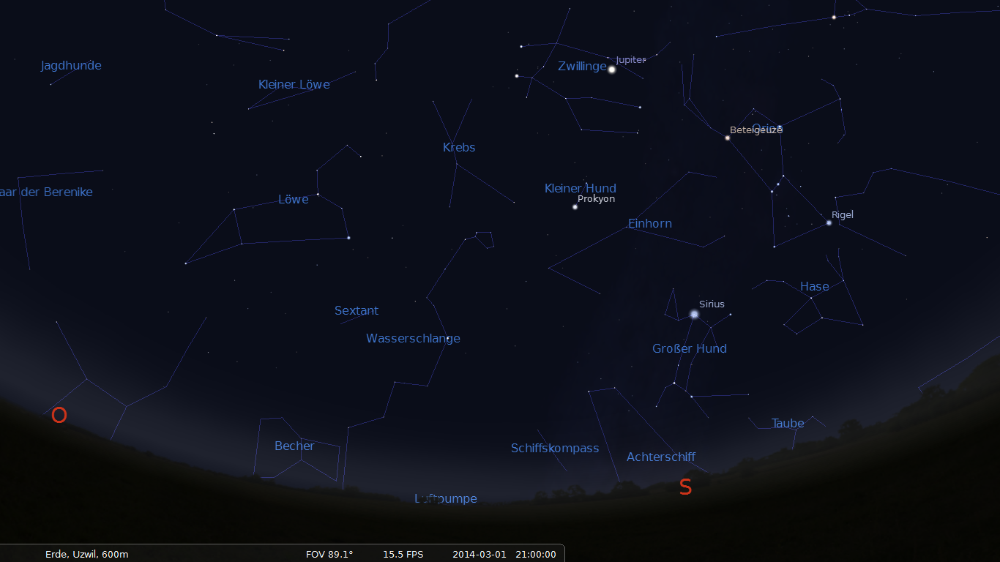 Jupiter
Zwillinge
Jagdhunde
Kleiner Löwe
Orion
Beteigeuze
Krebs
Kleiner Hund
aar der Berenike
Löwe
Prokyon
Rigel
Einhorn
Hase
Sirius
Sextant
Wasserschlange
Großer Hund
O
Taube
Becher
Schiffskompass
Achterschiff
S
Luftpumpe
Erde, Uzwil, 600m FOV 89.1° 15.5 FPS 2014-03-01 21:00:00